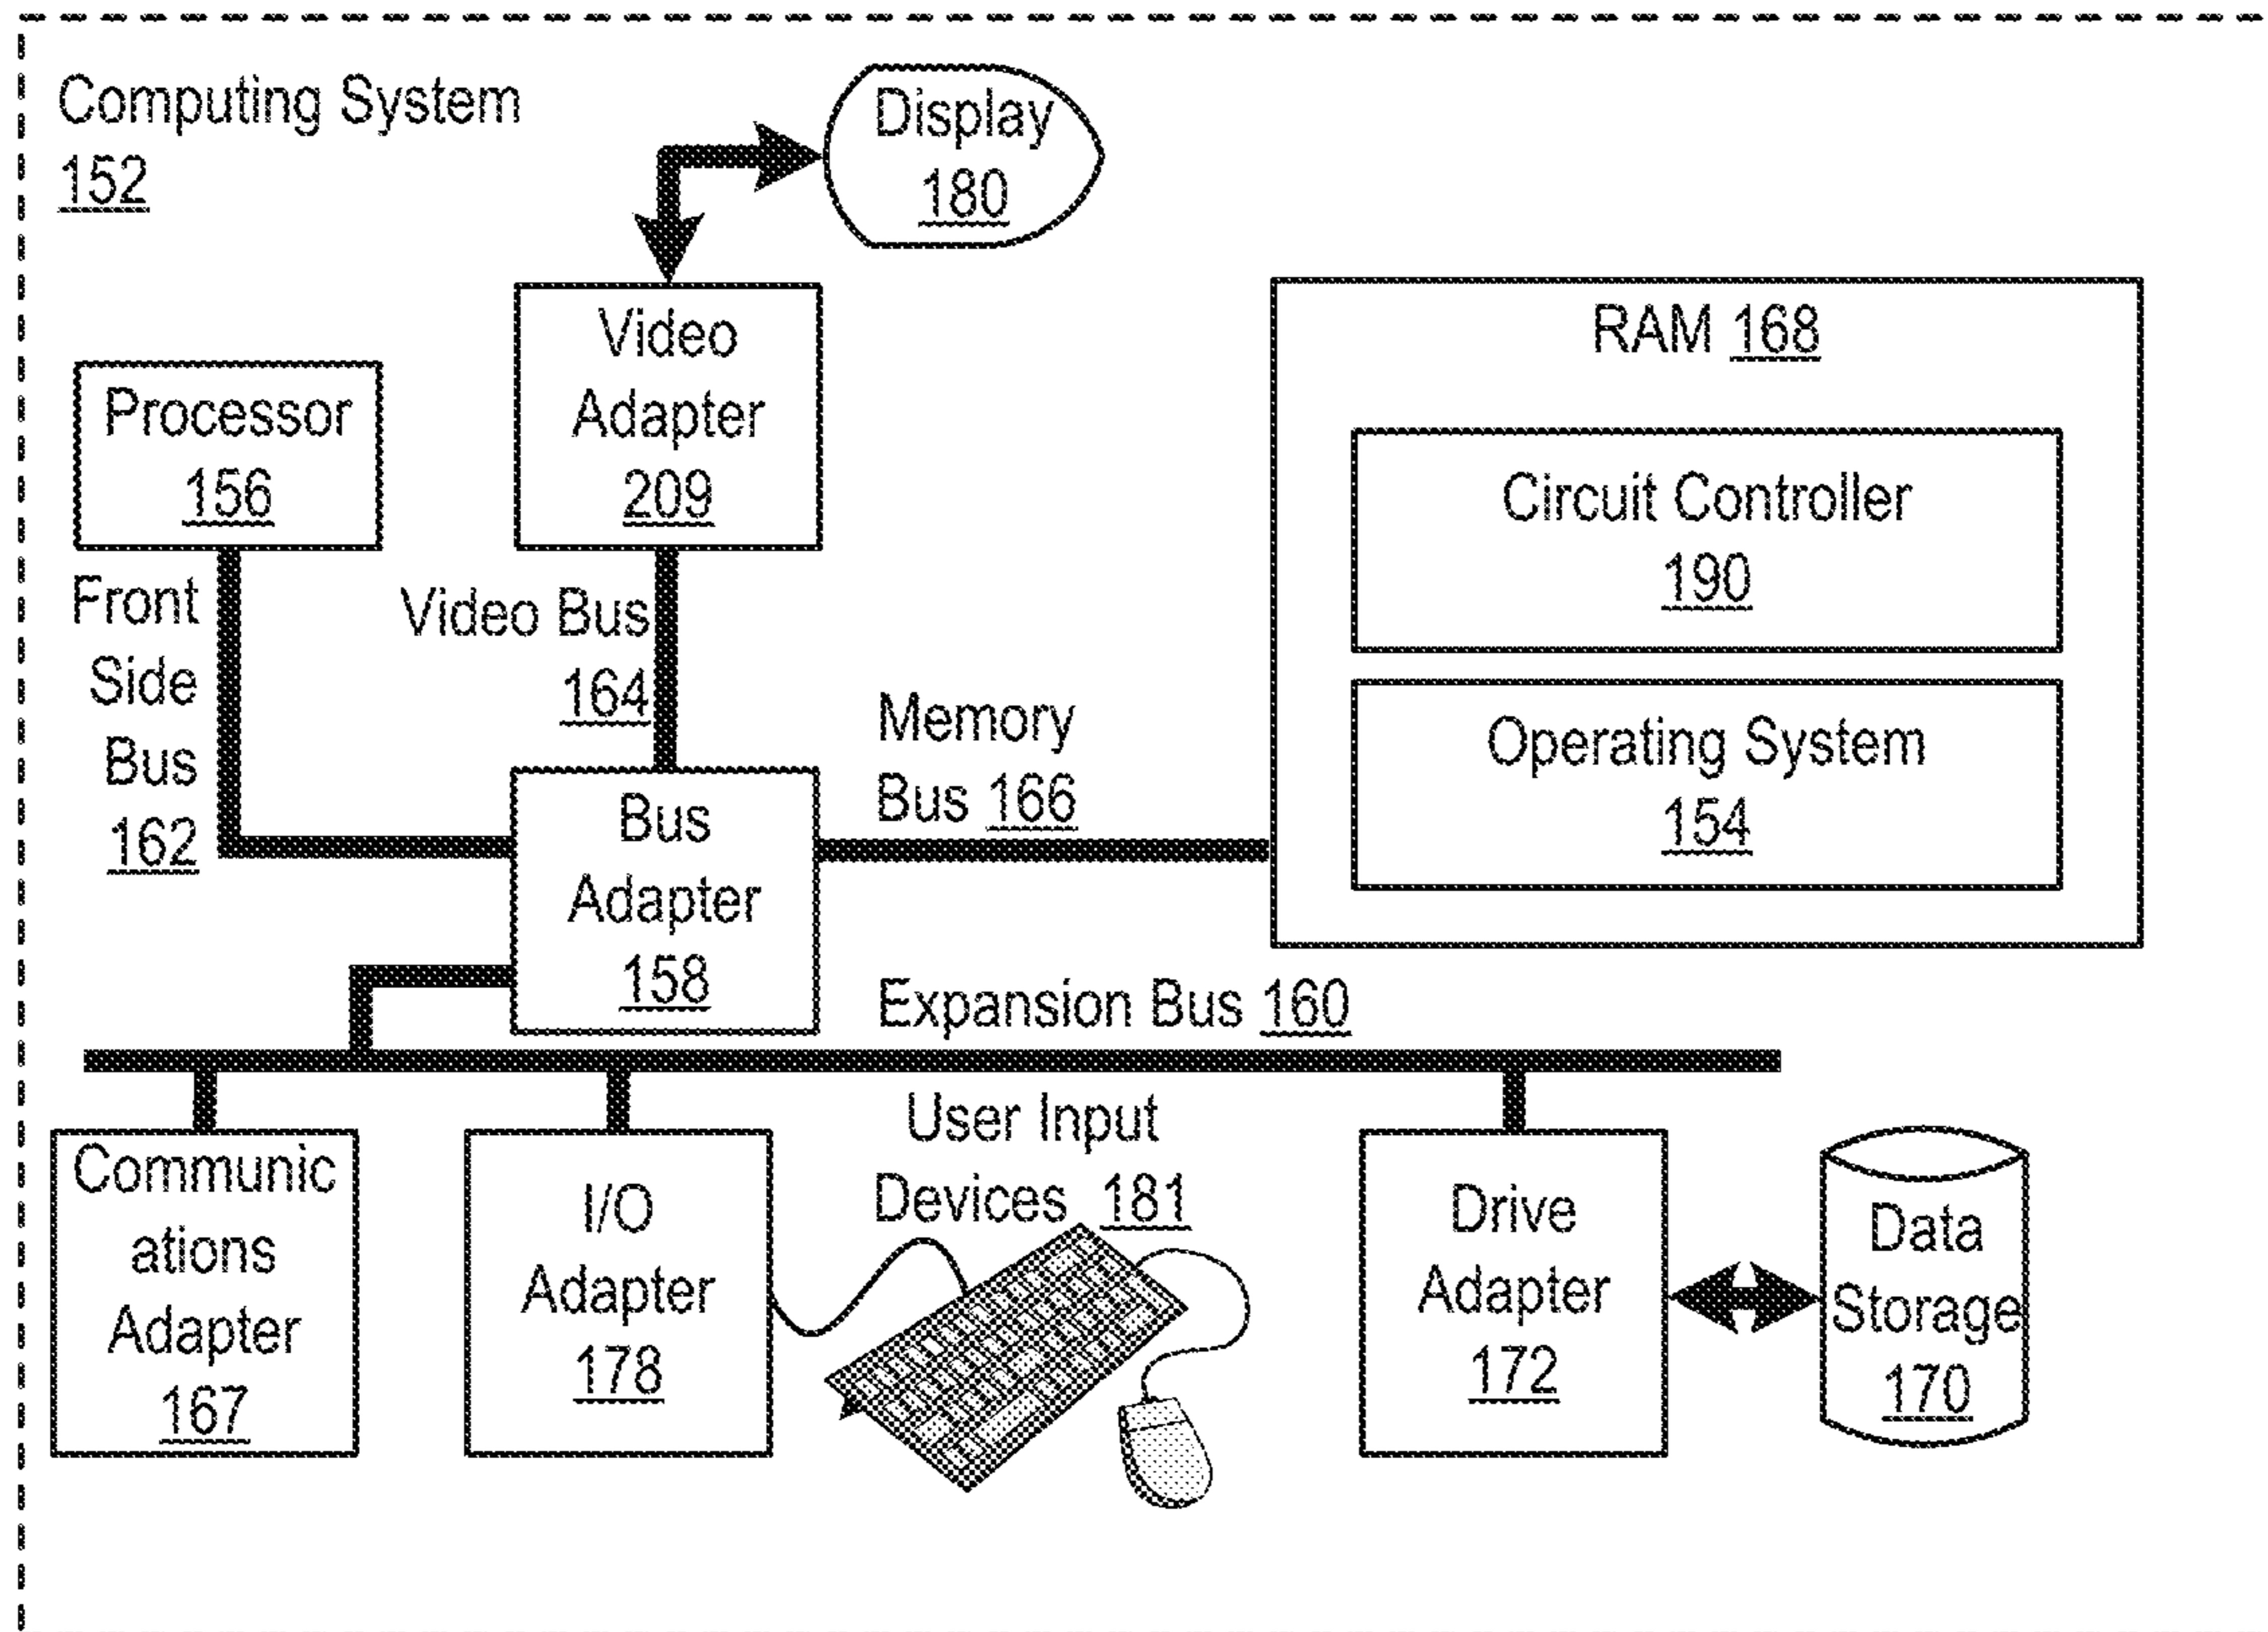 Computing System
152
Display
180
Video
Adapter
209
Processor
156
RAM 168
Circuit Controller
190
Operating System
154
Front
Side
Bus
162
Video Bus
164
Memory
Bus 166
Bus
Adapter
158
Expansion Bus 160
Communic
ations
Adapter
167
I/O
Adapter
178
User Input
Devices 181
Drive
Adapter
172
Data
Storage
170